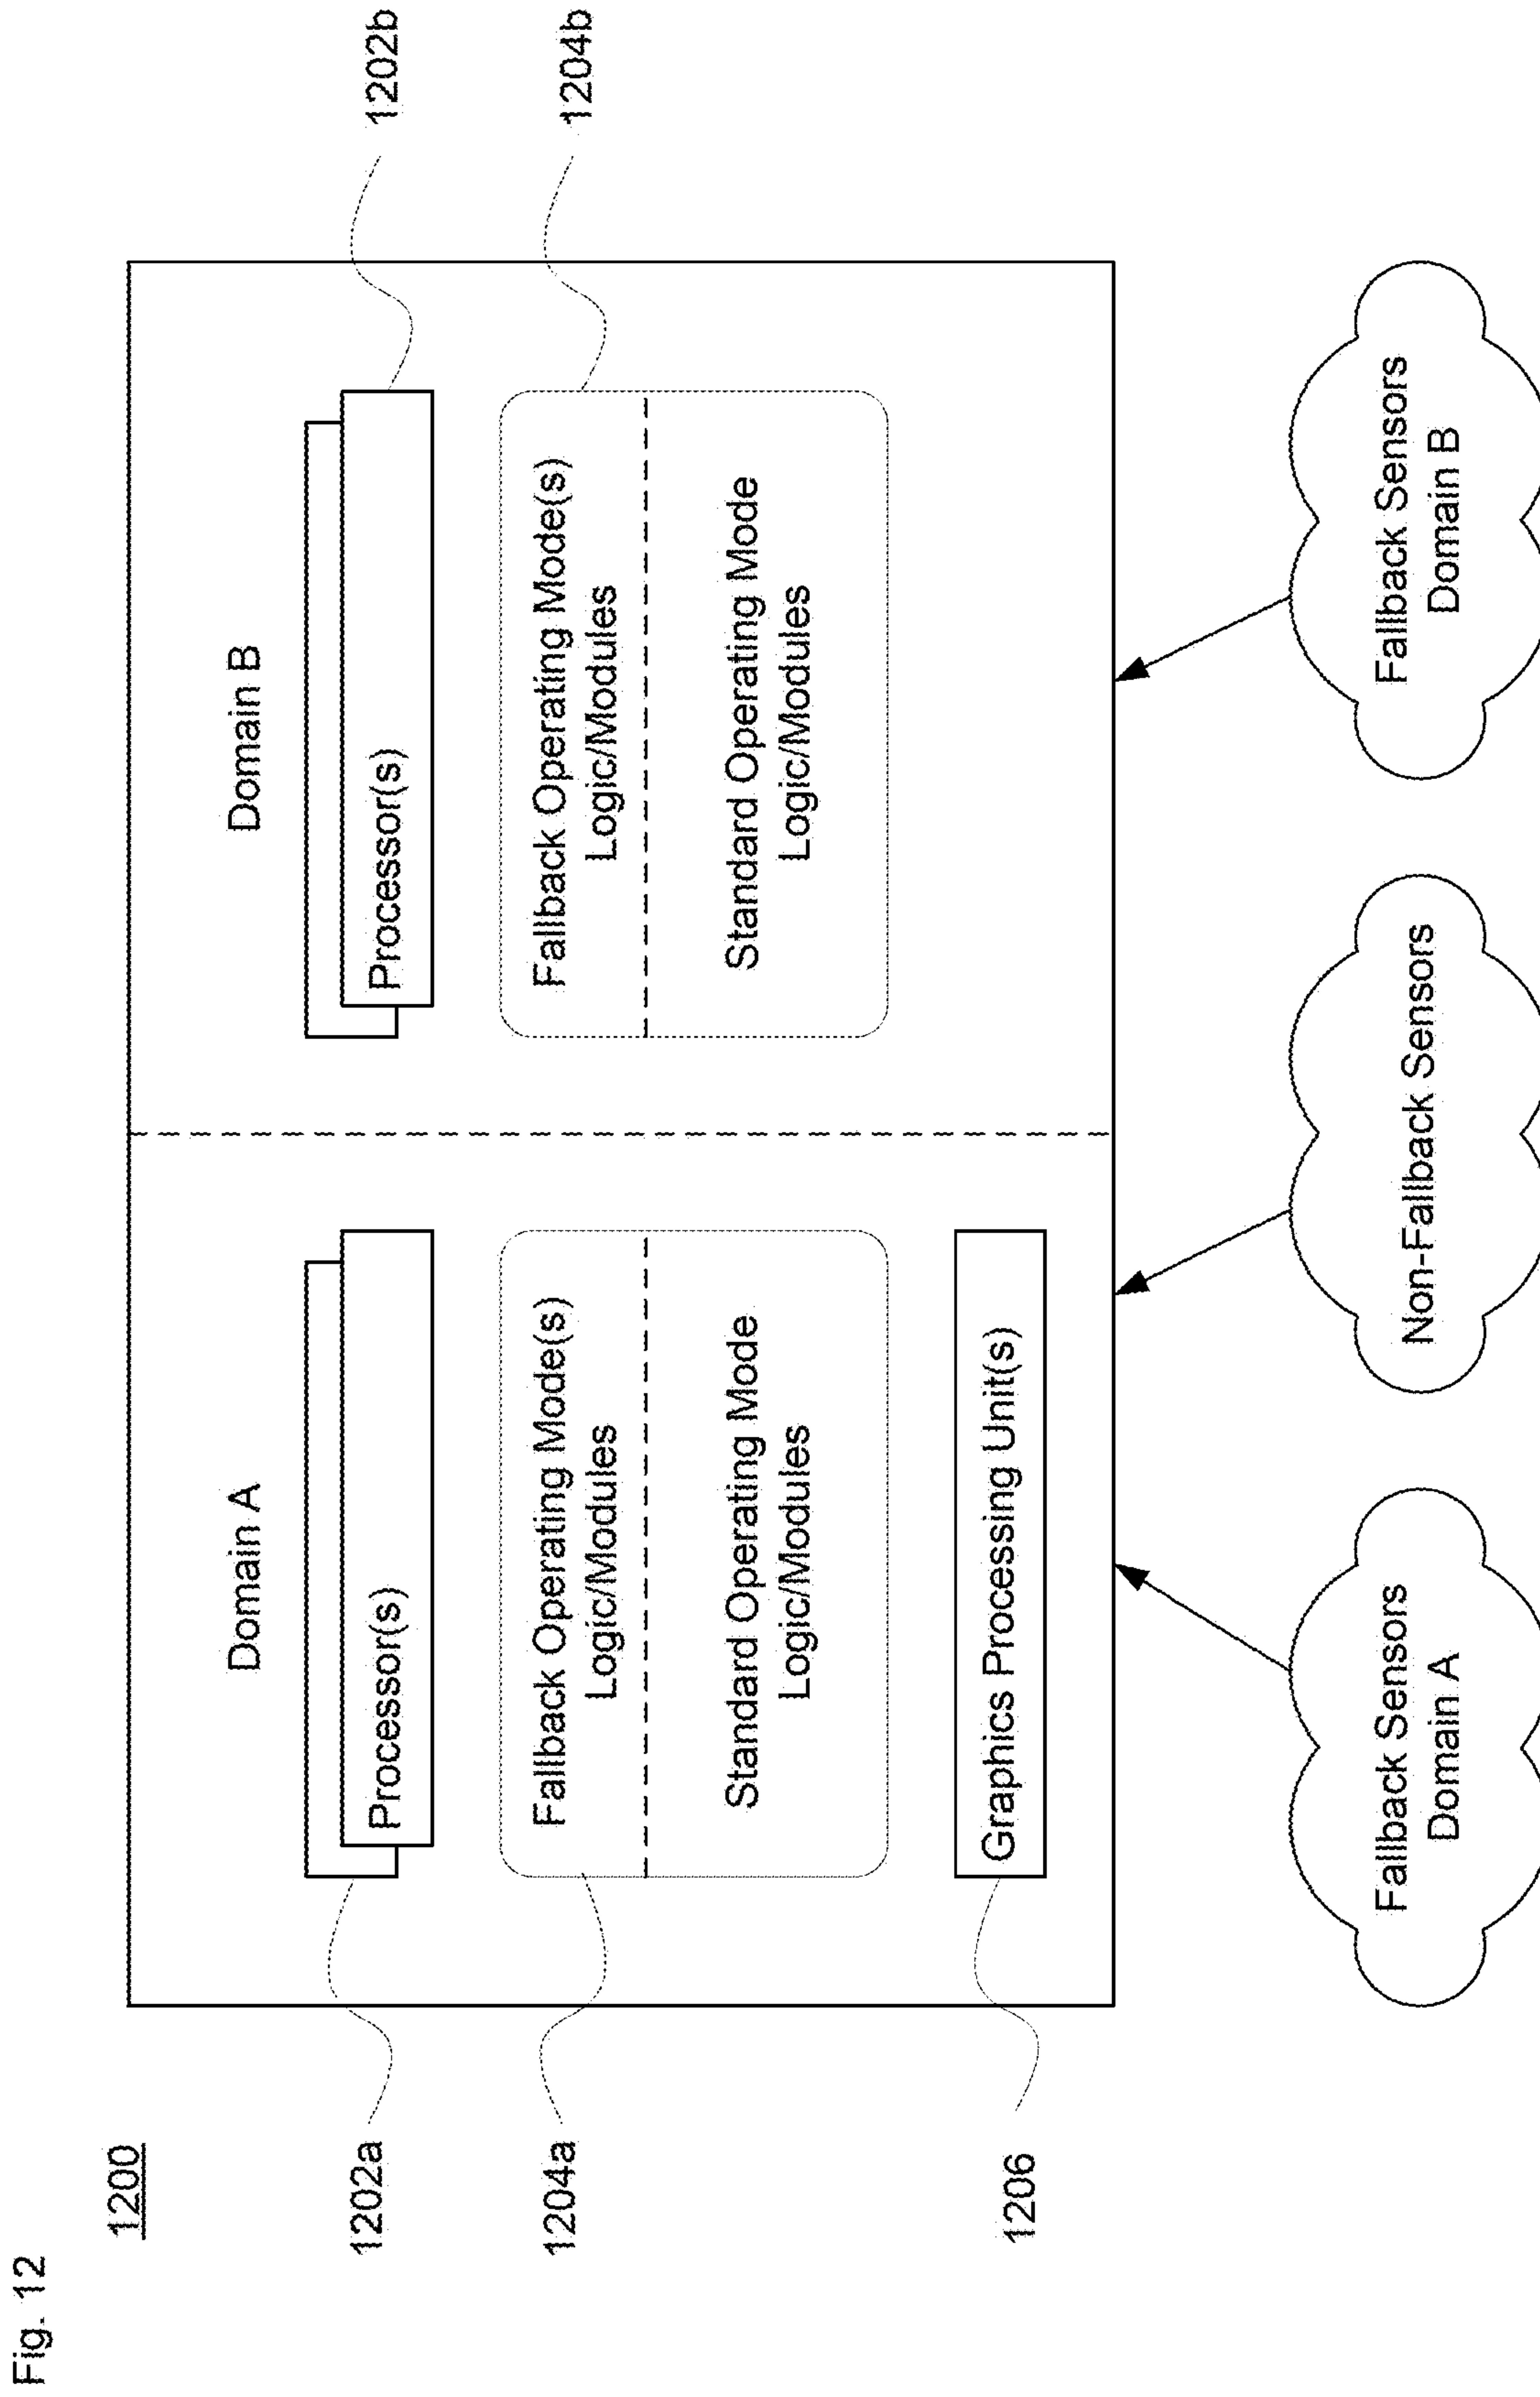 Fig. 12
1200
Domain A
Domain B
1202a
Processor(s)
Processor(s)
1202b
1204a
Fallback Operating Mode(s)
Logic/Modules
Standard Operating Mode
Logic/Modules
Fallback Operating Mode(s)
Logic/Modules
Standard Operating Mode
Logic/Modules
1204b
1206
Graphics Processing Unit(s)
Fallback Sensors
Domain A
Non-Fallback Sensors
Fallback Sensors
Domain B